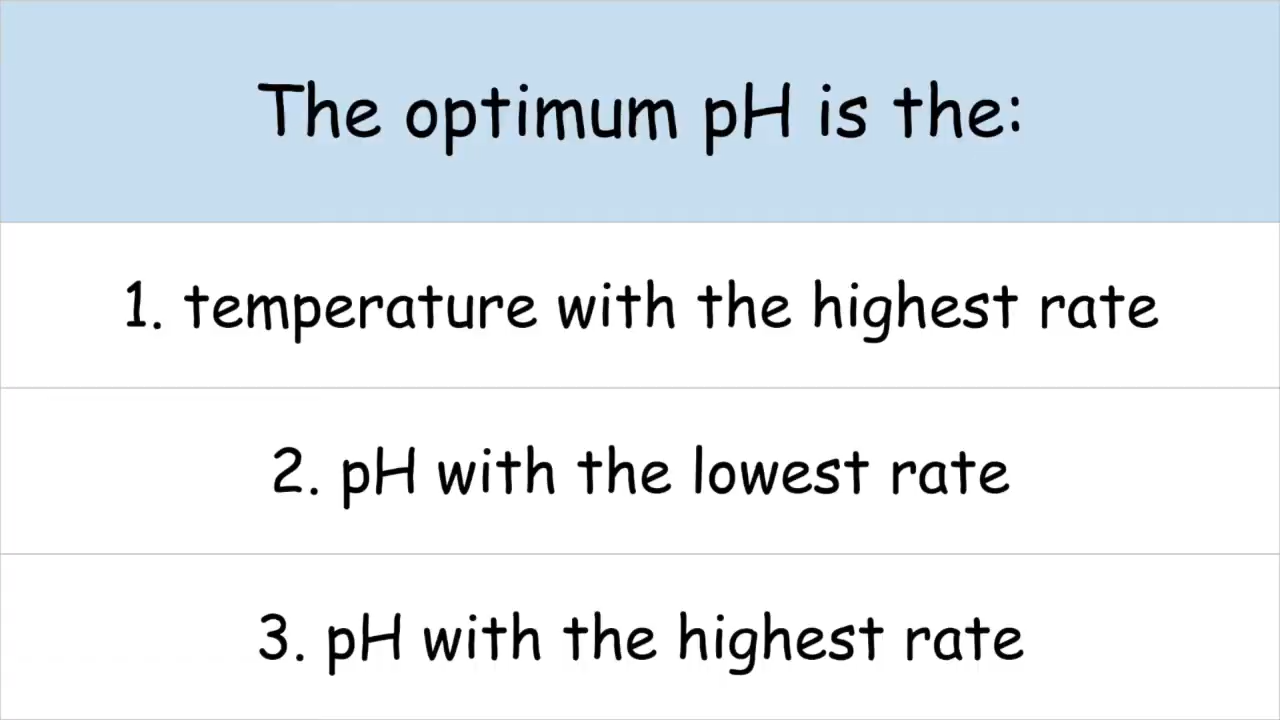 The optimum pH is the:
1. temperature with the highest rate
2. pH with the lowest rate
3. pH with the highest rate